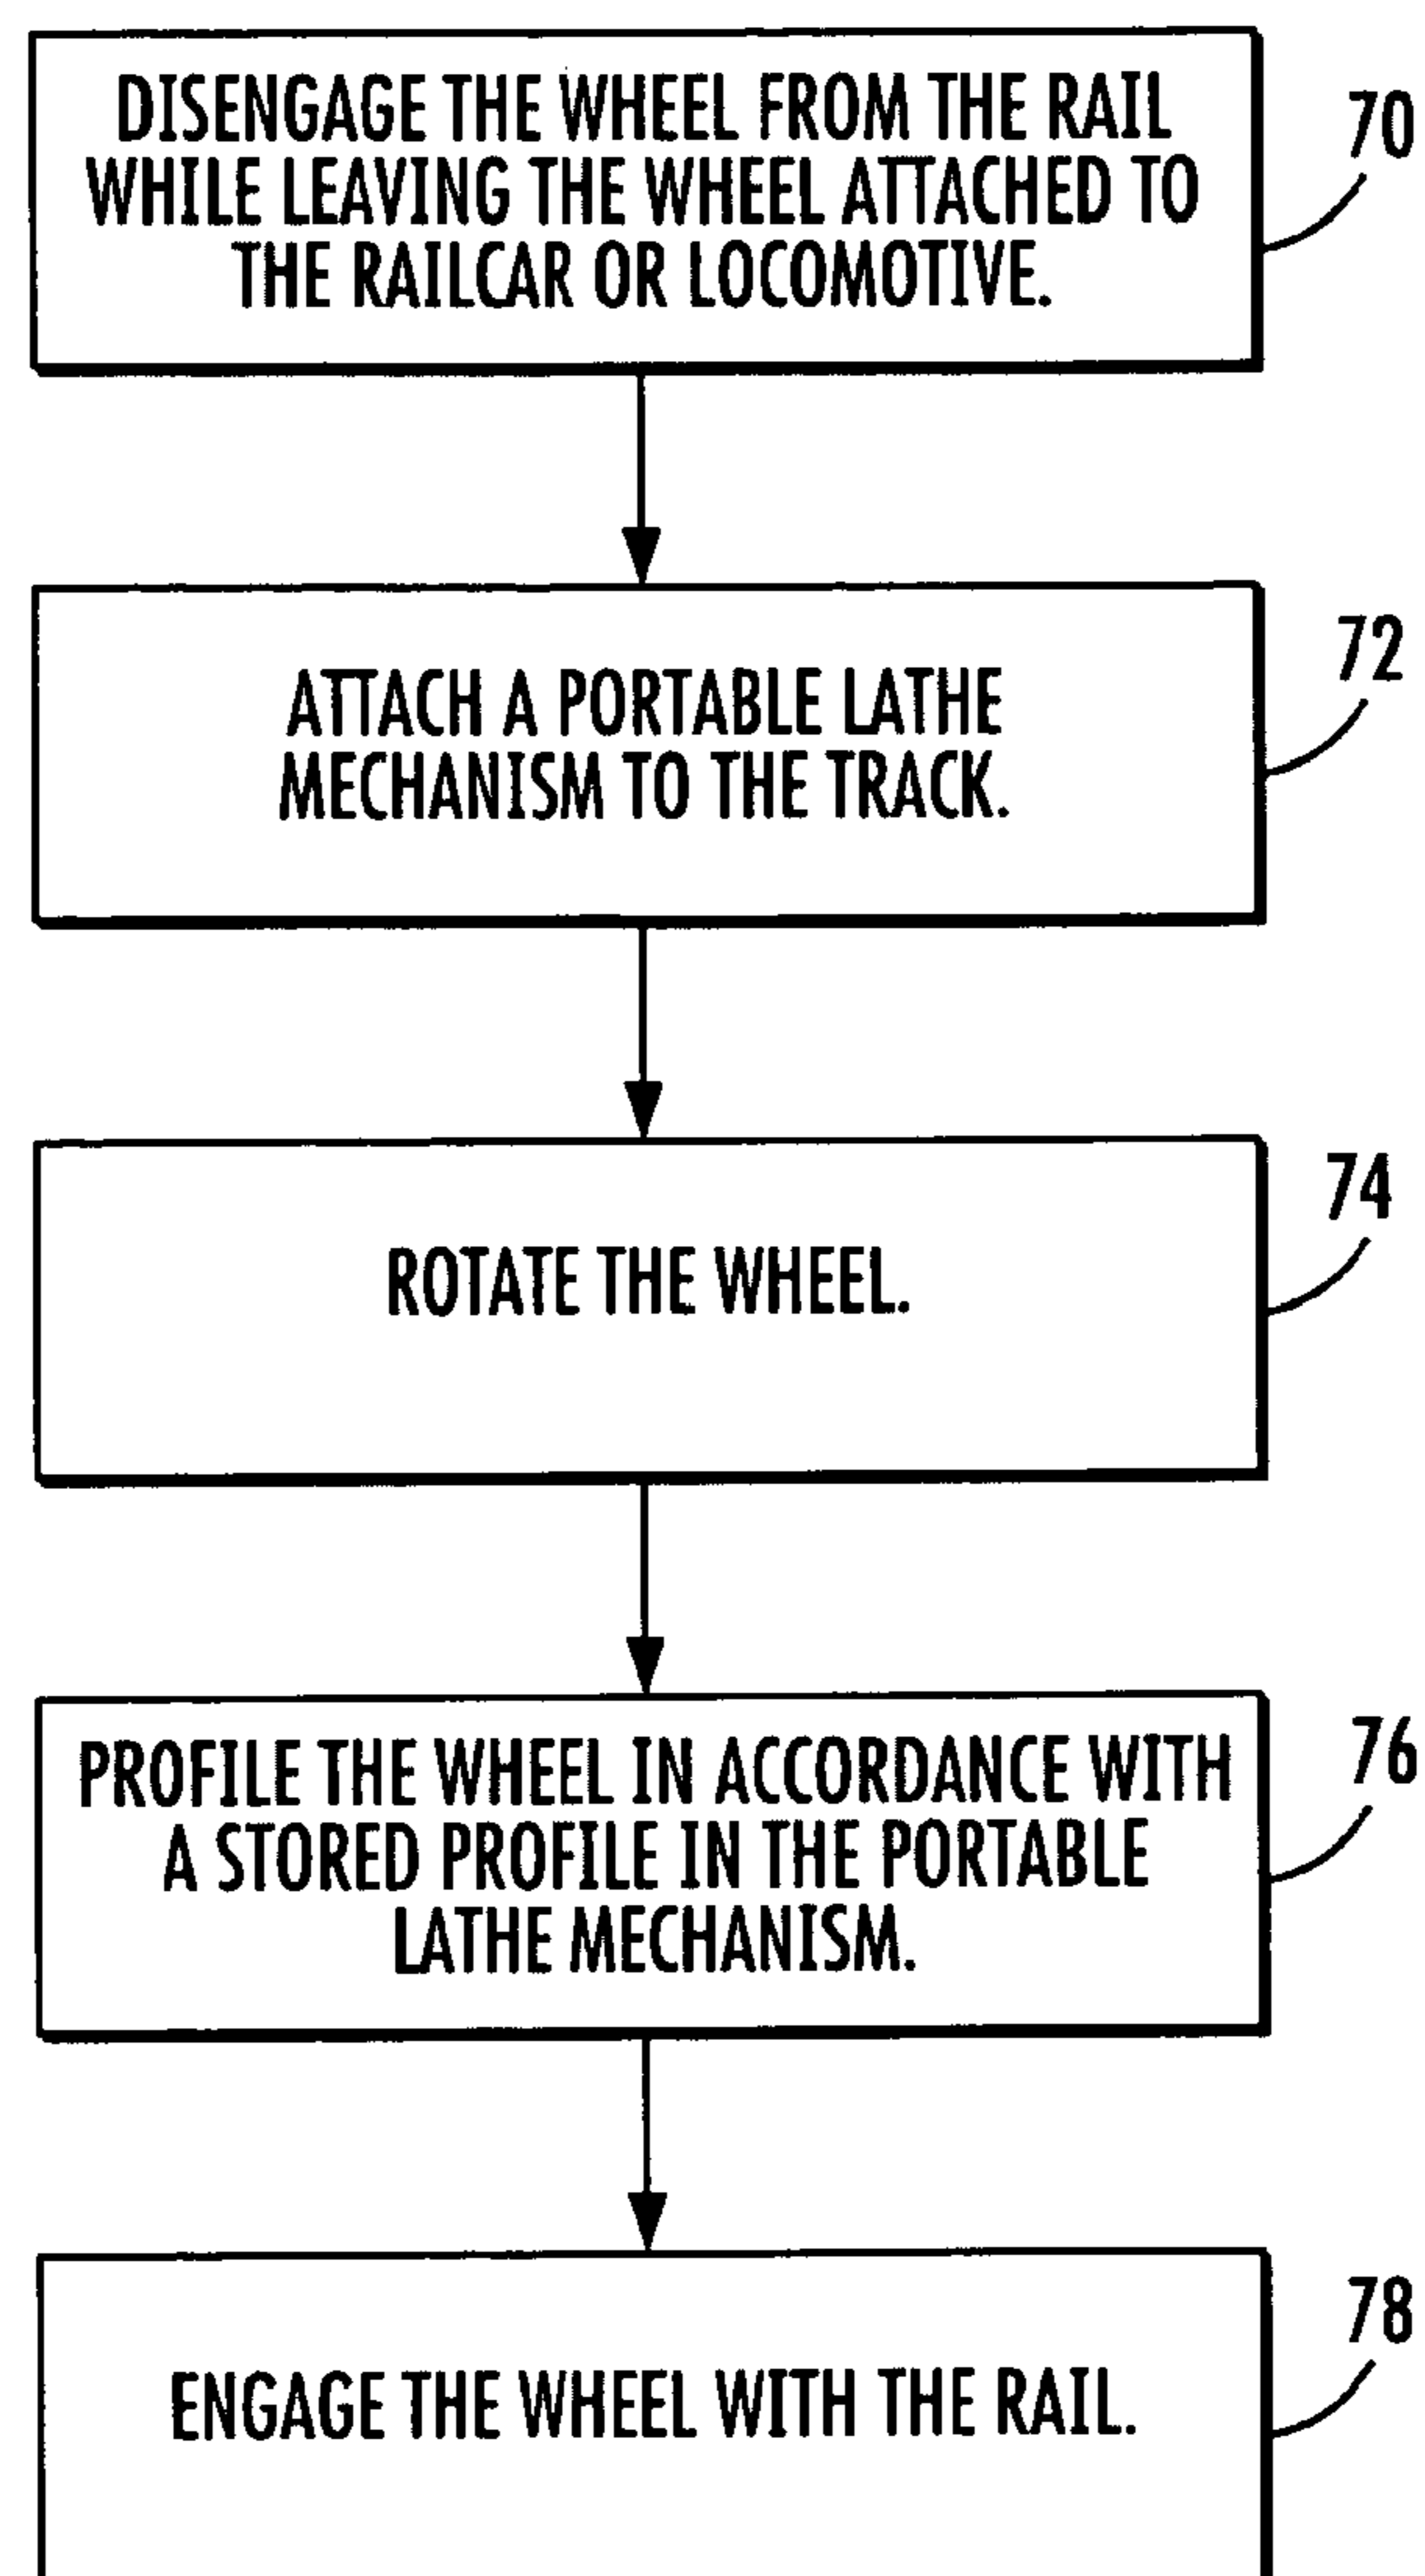 DISENGAGE THE WHEEL FROM THE RAIL
WHILE LEAVING THE WHEEL ATTACHED TO
THE RAILCAR OR LOCOMOTIVE.
70
ATTACH A PORTABLE LATHE
MECHANISM TO THE TRACK.
72
ROTATE THE WHEEL.
74
PROFILE THE WHEEL IN ACCORDANCE WITH
A STORED PROFILE IN THE PORTABLE
LATHE MECHANISM.
76
ENGAGE THE WHEEL WITH THE RAIL.
78